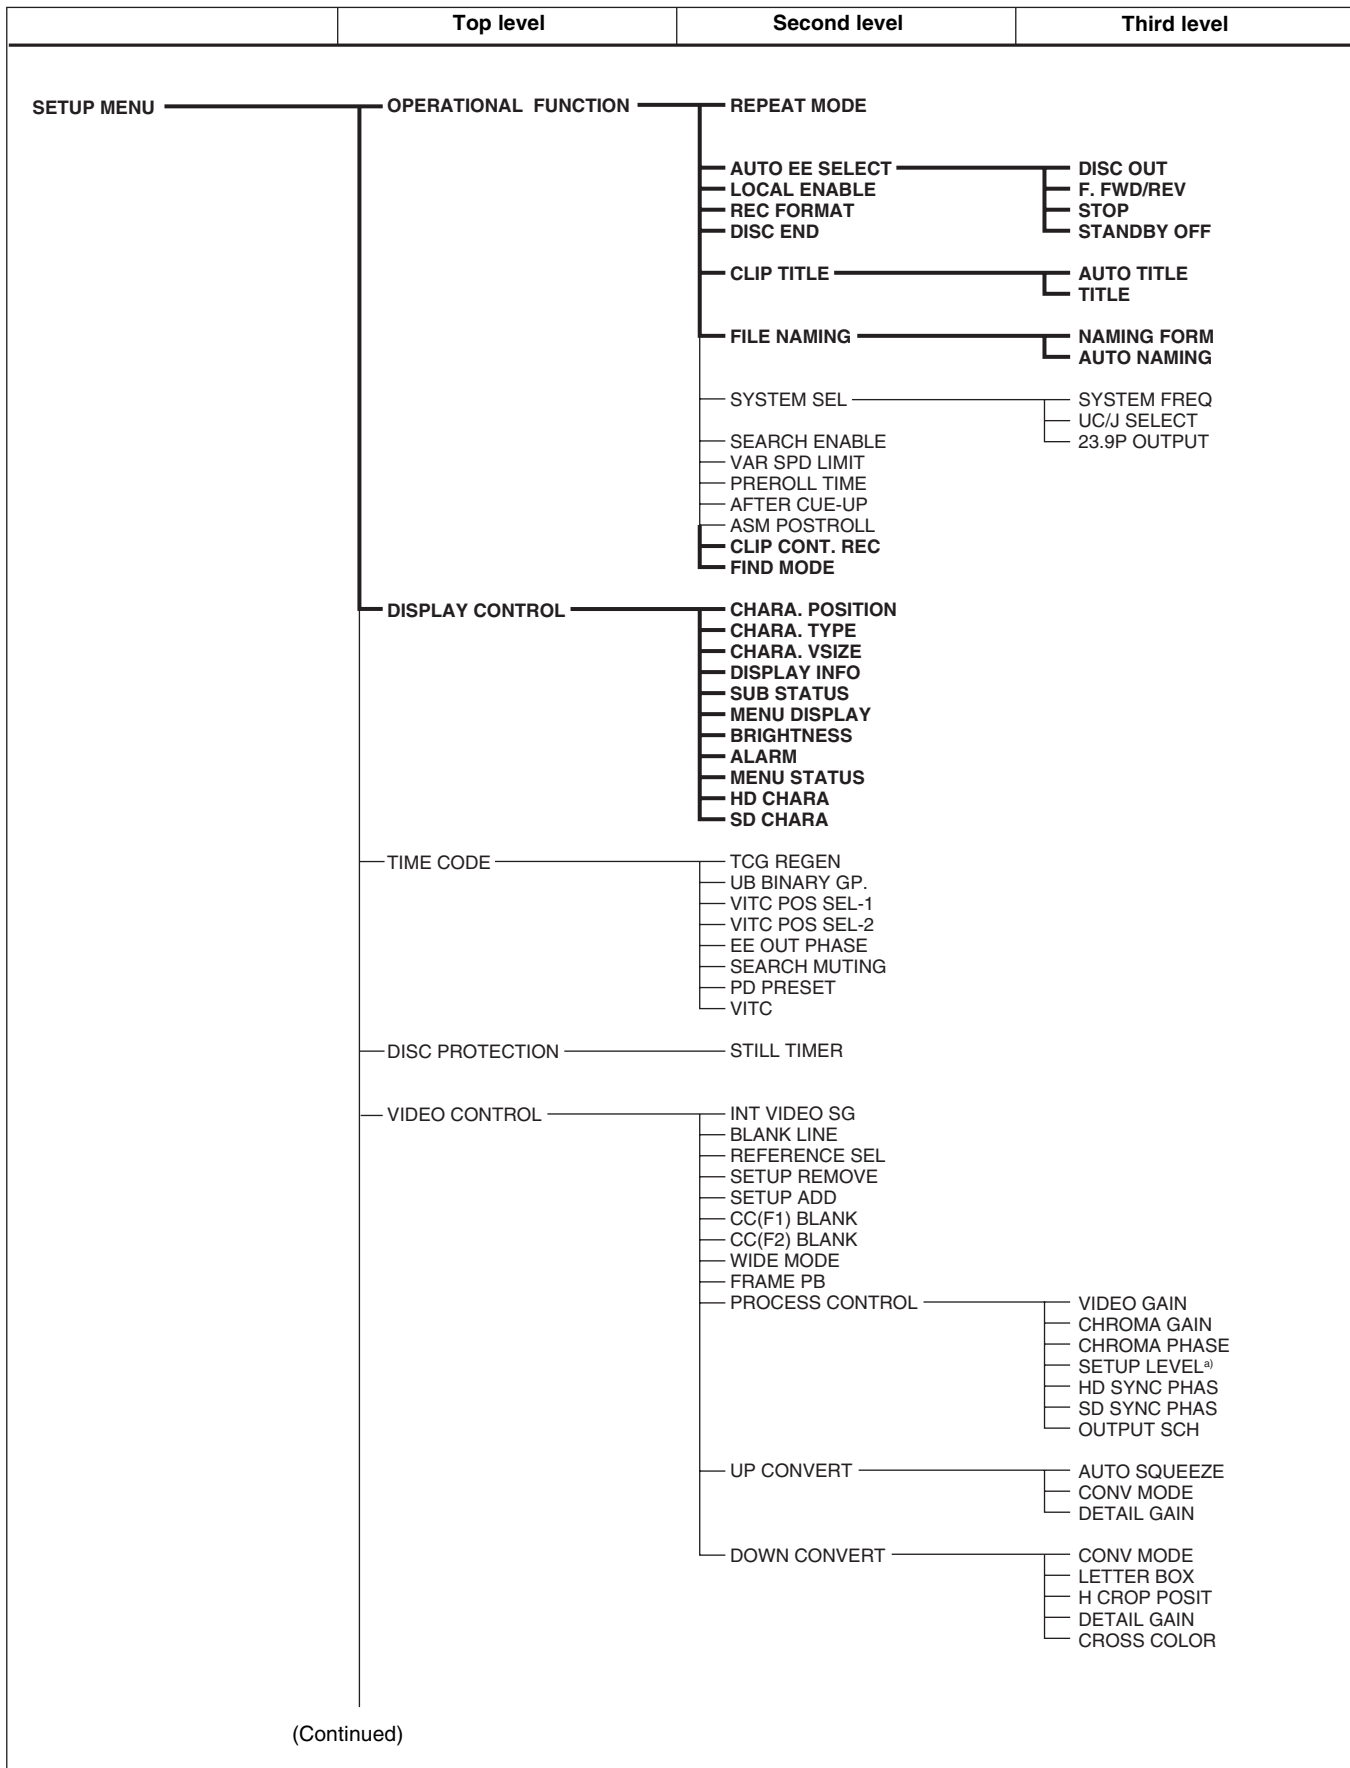 Top level Second level Third level
SETUP MENU OPERATIONAL FUNCTION REPEAT MODE
AUTO EE SELECT DISC OUT
LOCAL ENABLE F. FWD/REV
REC FORMAT STOP
DISC END STANDBY OFF
CLIP TITLE AUTO TITLE
TITLE
FILE NAMING NAMING FORM
AUTO NAMING
SYSTEM SEL SYSTEM FREQ
UC/J SELECT
SEARCH ENABLE 23.9P OUTPUT
VAR SPD LIMIT
PREROLL TIME
AFTER CUE-UP
ASM POSTROLL
CLIP CONT. REC
FIND MODE
DISPLAY CONTROL CHARA. POSITION
CHARA. TYPE
CHARA. VSIZE
DISPLAY INFO
SUB STATUS
MENU DISPLAY
BRIGHTNESS
ALARM
MENU STATUS
HD CHARA
SD CHARA
TIME CODE TCG REGEN
UB BINARY GP.
VITC POS SEL-1
VITC POS SEL-2
EE OUT PHASE
SEARCH MUTING
PD PRESET
VITC
DISC PROTECTION STILL TIMER
VIDEO CONTROL INT VIDEO SG
BLANK LINE
REFERENCE SEL
SETUP REMOVE
SETUP ADD
CC(F1) BLANK
CC(F2) BLANK
WIDE MODE
FRAME PB
PROCESS CONTROL VIDEO GAIN
CHROMA GAIN
CHROMA PHASE
SETUP LEVELa)
HD SYNC PHAS
SD SYNC PHAS
OUTPUT SCH
UP CONVERT AUTO SQUEEZE
CONV MODE
DETAIL GAIN
DOWN CONVERT CONV MODE
LETTER BOX
H CROP POSIT
DETAIL GAIN
CROSS COLOR
(Continued)